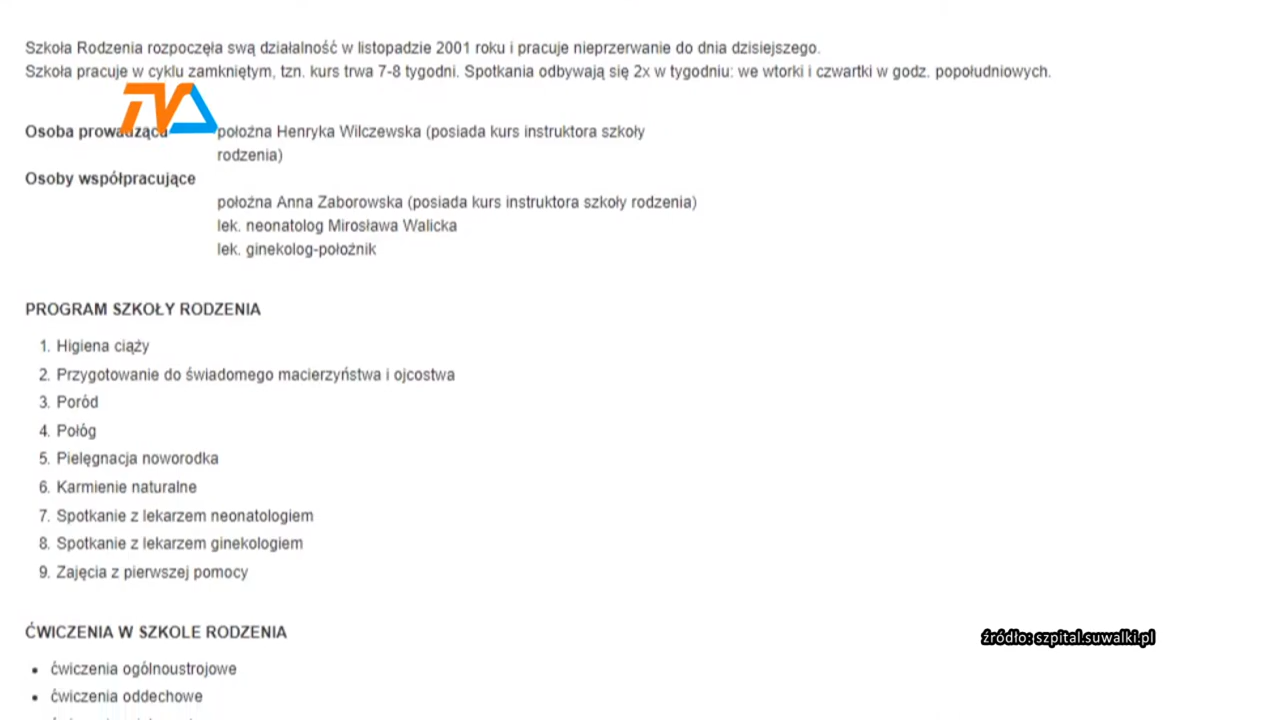 Szkoła Rodzenia rozpoczęła swą działalność w listopadzie 2001 roku i pracuje nieprzerwanie do dnia dzisiejszego.
Szkoła pracuje w cyklu zamkniętym, tzn. kurs trwa 7-8 tygodni. Spotkania odbywają się 2x w tygodniu: we wtorki i czwartki w godz. popołudniowych.
TVA
Osoba prowadząca położna Henryka Wilczewska (posiada kurs instruktora szkoły
rodzenia)
Osoby współpracujące
położna Anna Zaborowska (posiada kurs instruktora szkoły rodzenia)
lek. neonatolog Mirosława Walicka
lek. ginekolog-położnik
PROGRAM SZKOŁY RODZENIA
1. Higiena ciąży
2. Przygotowanie do świadomego macierzyństwa i ojcostwa
3. Poród
4. Połóg
5. Pielęgnacja noworodka
6. Karmienie naturalne
7. Spotkanie z lekarzem neonatologiem
8. Spotkanie z lekarzem ginekologiem
9. Zajęcia z pierwszej pomocy
ĆWICZENIA W SZKOLE RODZENIA
źródło: szpital.suwalki.pl
• ćwiczenia ogólnoustrojowe
• ćwiczenia oddechowe